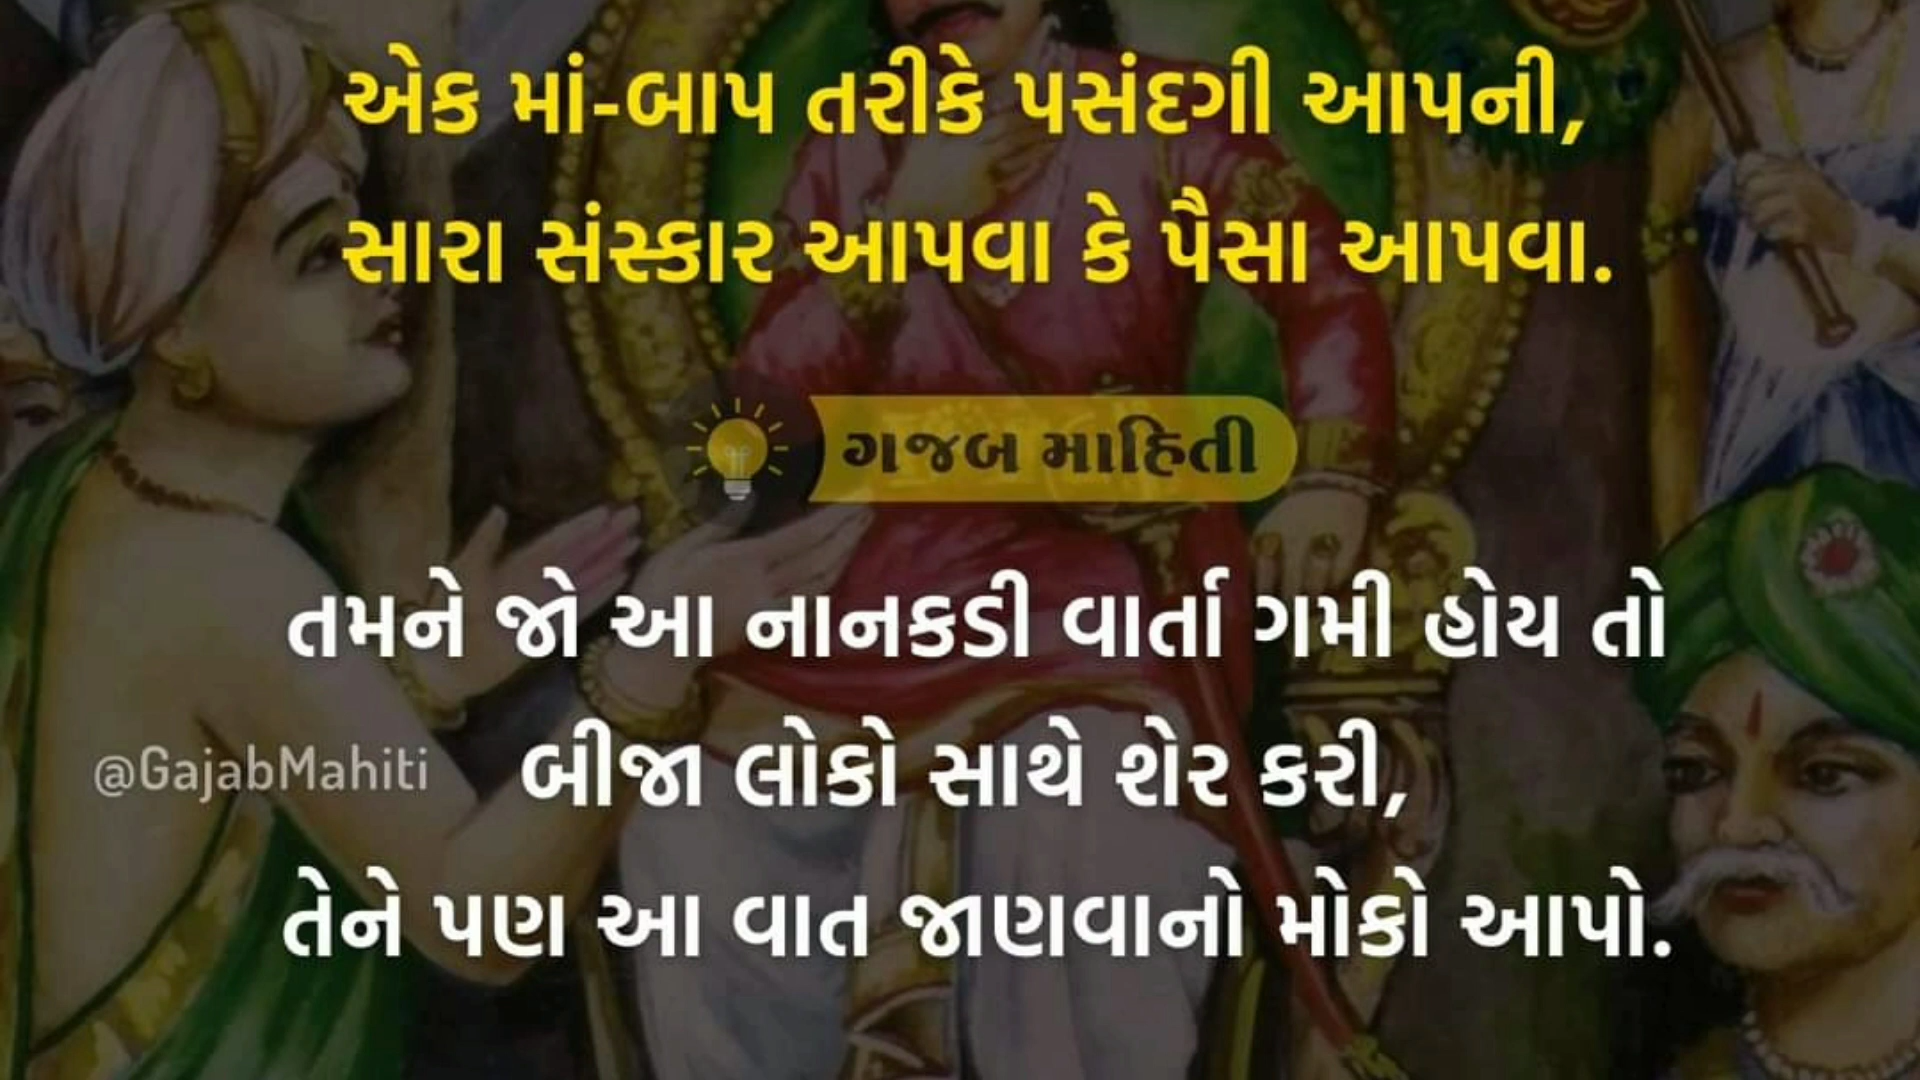 એક માં-બાપ તરીકે પસંદગી આપની,
સારા સંસ્કાર આપવા કે પૈસા આપવા.
ગજબ માહિતી
તમને જો આ નાનકડી વાર્તા ગમી હોય તો
@GajabMahiti બીજા લોકો સાથે શેર કરી,
તેને પણ આ વાત જાણવાનો મોકો આપો.